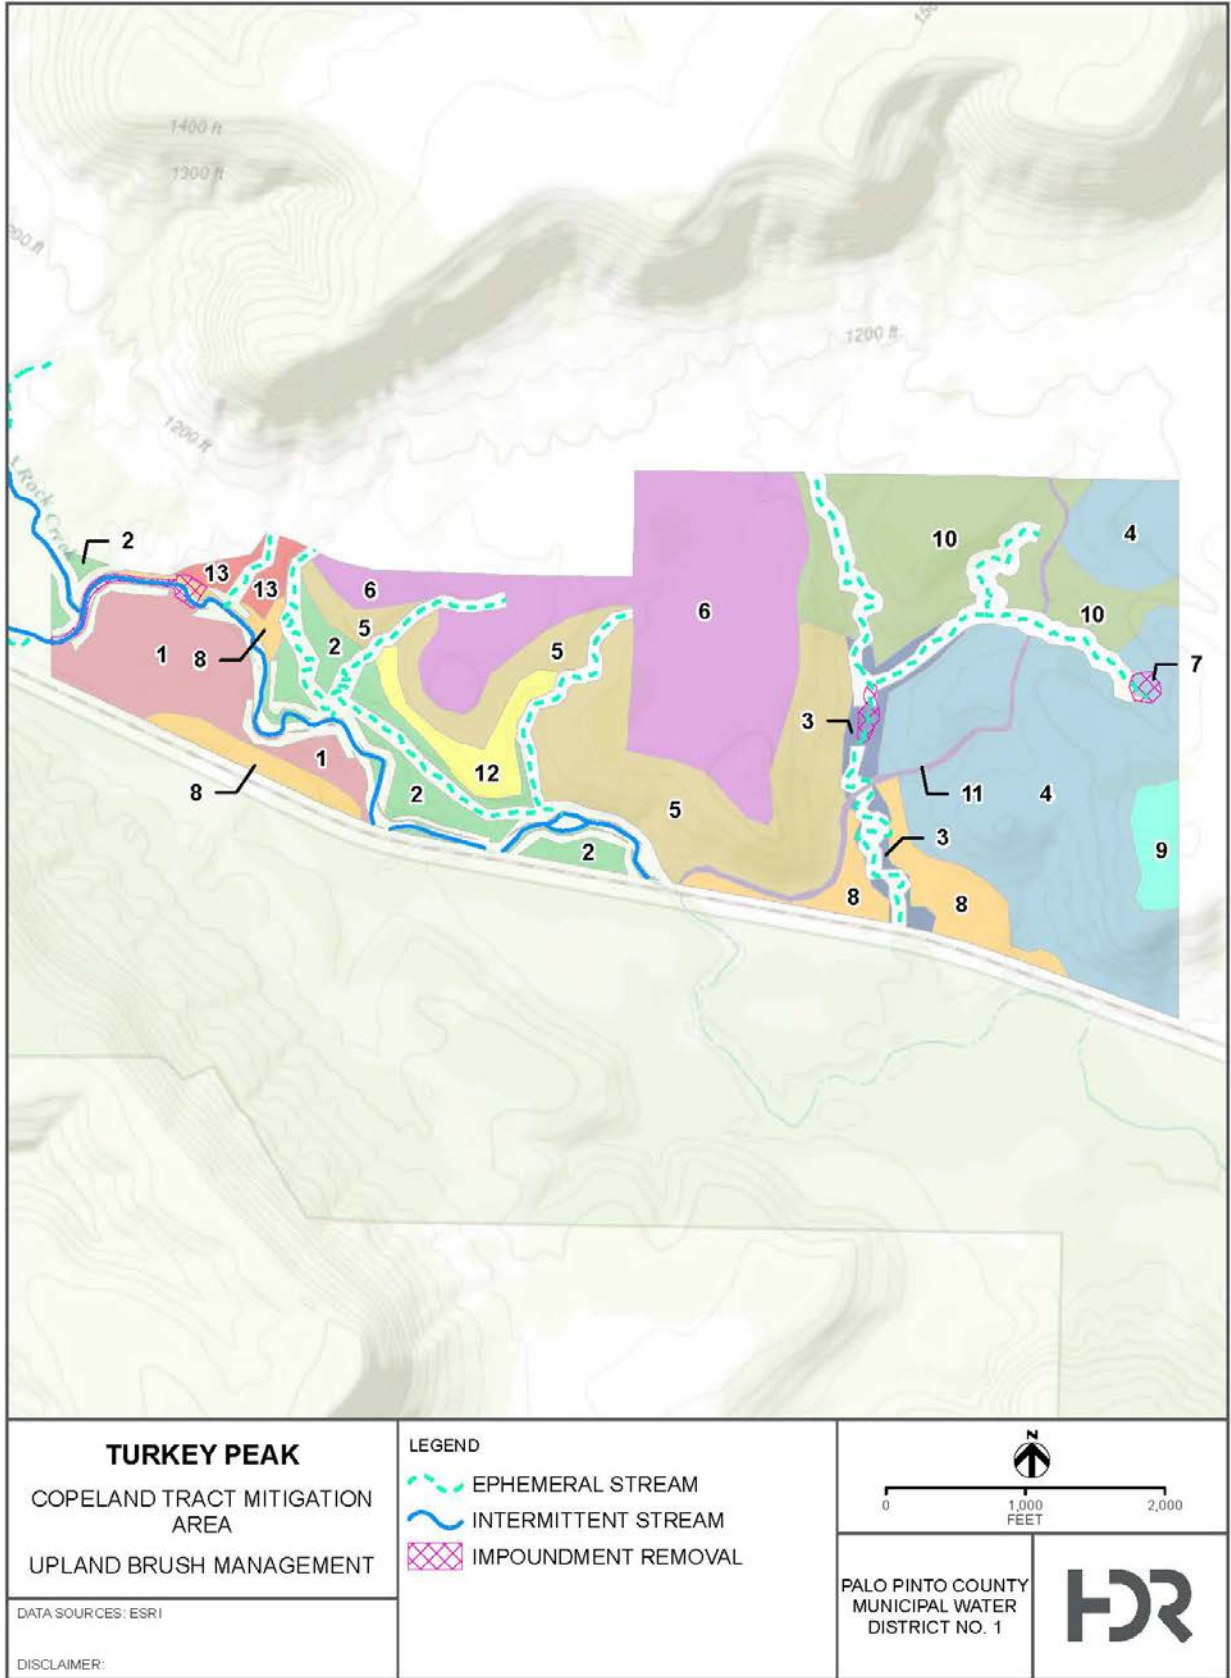 150
1400 ft
1300 ft
200 ft
1200 ft
1200 ft
Rock Creek
2
13
13
6
5
2
8
1
5
6
10
4
10
7
3
12
1
8
2
5
11
4
3
9
2
8
8
TURKEY PEAK
COPELAND TRACT MITIGATION
AREA
UPLAND BRUSH MANAGEMENT
DATA SOURCES: ESRI
DISCLAIMER:
LEGEND
EPHEMERAL STREAM
INTERMITTENT STREAM
IMPOUNDMENT REMOVAL
N
0 1,000 2,000
FEET
PALO PINTO COUNTY
MUNICIPAL WATER
DISTRICT NO. 1
HDR